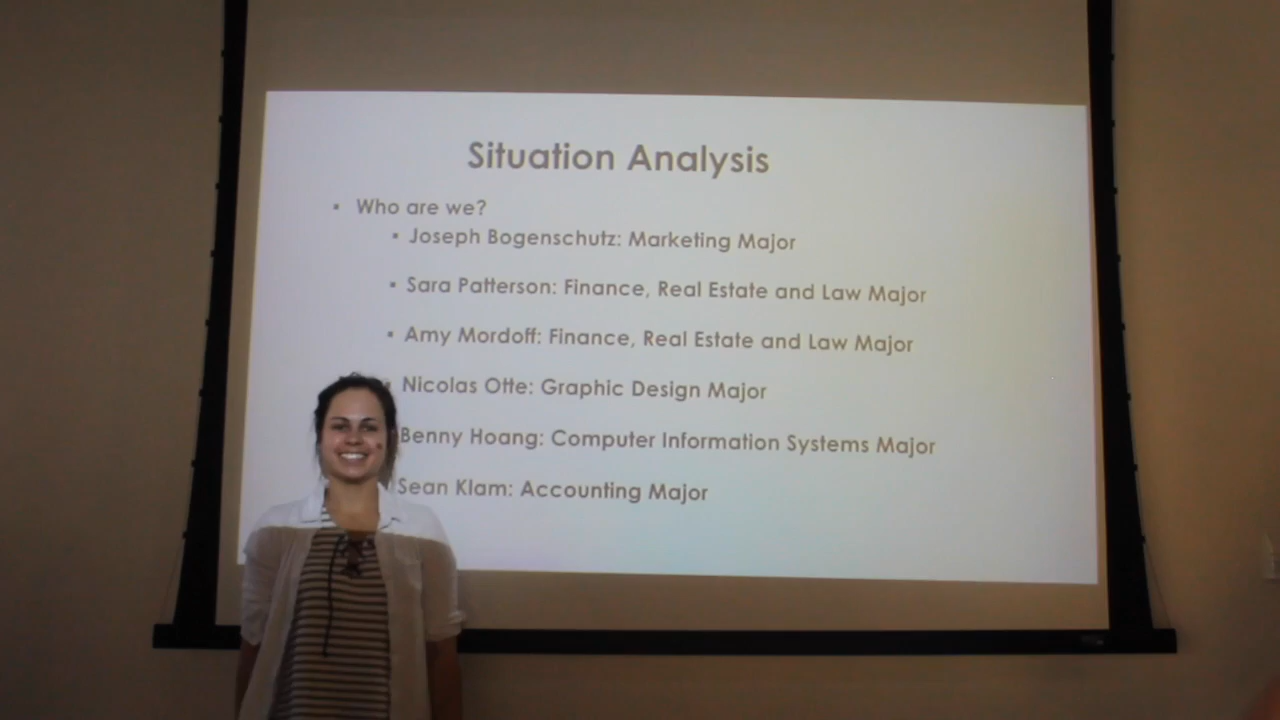 Situation Analysis
Who are we?
Joseph Bogenschutz: Marketing Major
Sara Patterson: Finance, Real Estate and Law Major
Amy Mordoff: Finance, Real Estate and Law Major
Nicolas Otte: Graphic Design Major
Benny Hoang: Computer Information Systems Major
Sean Klam: Accounting Major